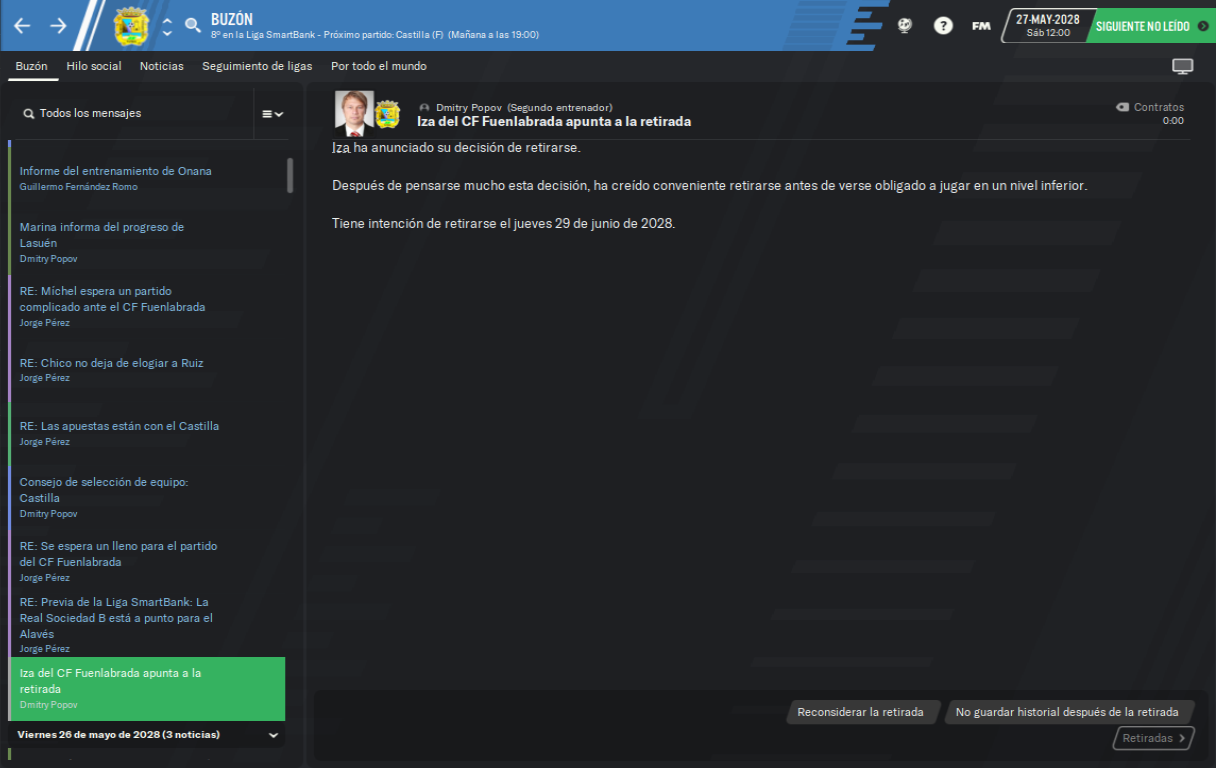 BUZÓN
8º en la Liga SmartBank - Próximo partido: Castilla (F) (Mañana a las 19:00)
?
FM
27-MAY-2028
Sáb 12:00
SIGUIENTE NO LEÍDO
Buzón
Hilo social
Noticias
Seguimiento de ligas
Por todo el mundo
Todos los mensajes
Informe del entrenamiento de Onana
Guillermo Fernández Romo
Marina informa del progreso de
Lasuén
Dmitry Popov
RE: Míchel espera un partido
complicado ante el CF Fuenlabrada
Jorge Pérez
RE: Chico no deja de elogiar a Ruiz
Jorge Pérez
RE: Las apuestas están con el Castilla
Jorge Pérez
Consejo de selección de equipo:
Castilla
Dmitry Popov
RE: Se espera un lleno para el partido
del CF Fuenlabrada
Jorge Pérez
RE: Previa de la Liga SmartBank: La
Real Sociedad B está a punto para el
Alavés
Jorge Pérez
Iza del CF Fuenlabrada apunta a la
retirada
Dmitry Popov
Viernes 26 de mayo de 2028 (3 noticias)
Dmitry Popov (Segundo entrenador)
Iza del CF Fuenlabrada apunta a la retirada
Contratos
0:00
Iza ha anunciado su decisión de retirarse.
Después de pensarse mucho esta decisión, ha creído conveniente retirarse antes de verse obligado a jugar en un nivel inferior.
Tiene intención de retirarse el jueves 29 de junio de 2028.
Reconsiderar la retirada
No guardar historial después de la retirada
Retiradas